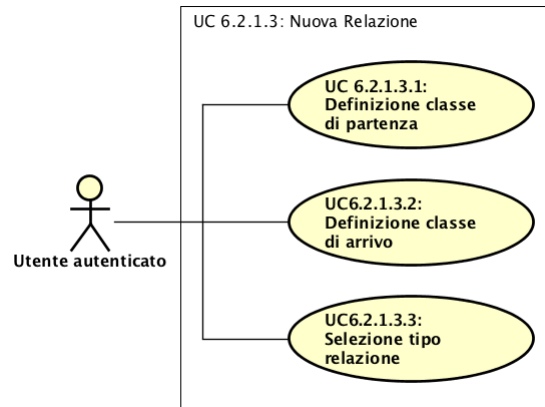 UC 6.2.1.3: Nuova Relazione
UC 6.2.1.3.1:
Definizione classe
di partenza
UC6.2.1.3.2:
Definizione classe
di arrivo
Utente autenticato
UC6.2.1.3.3:
Selezione tipo
relazione